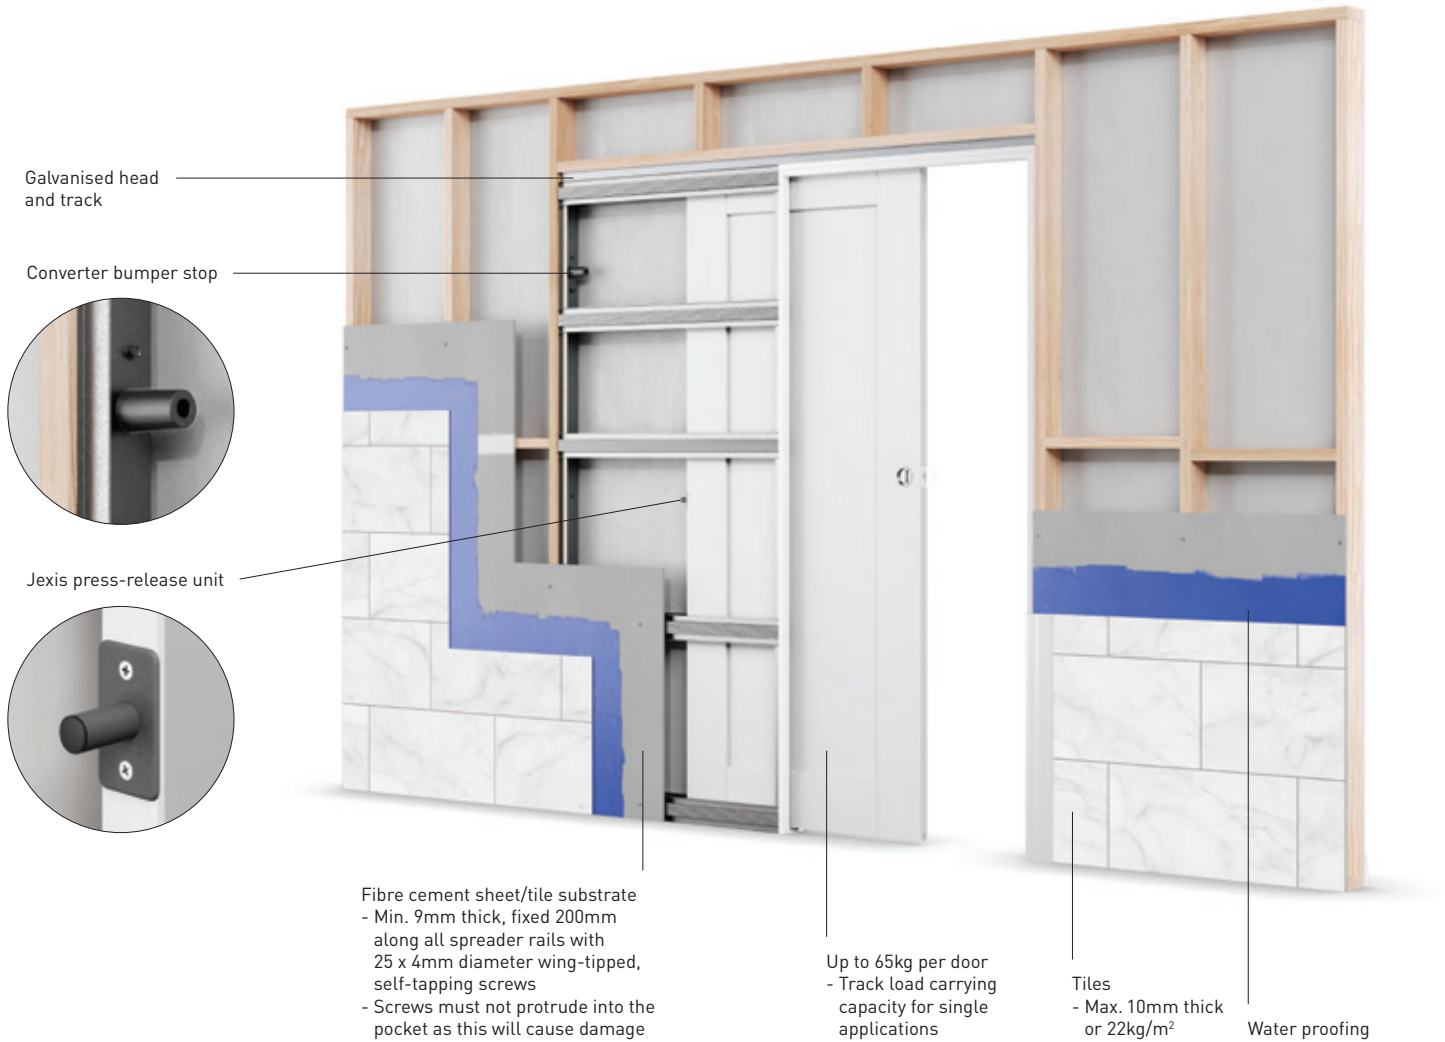 Galvanised head
and track
Converter bumper stop
Jexis press-release unit
Fibre cement sheet/tile substrate
- Min. 9mm thick, fixed 200mm
along all spreader rails with
25 x 4mm diameter wing-tipped,
self-tapping screws
- Screws must not protrude into the
pocket as this will cause damage
Up to 65kg per door
- Track load carrying
capacity for single
applications
Tiles
- Max. 10mm thick
or 22kg/m²
Water proofing